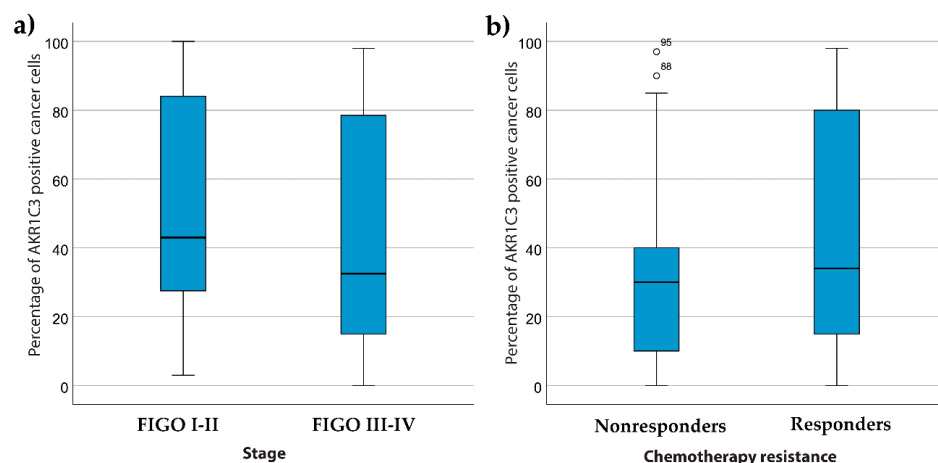 a)
Percentage of AKR1C3 positive cancer cells
100
80
60
40
20
0
FIGO I-II
FIGO III-IV
Stage
b)
Percentage of AKR1C3 positive cancer cells
100
80
60
40
20
0
95
88
Nonresponders
Responders
Chemotherapy resistance